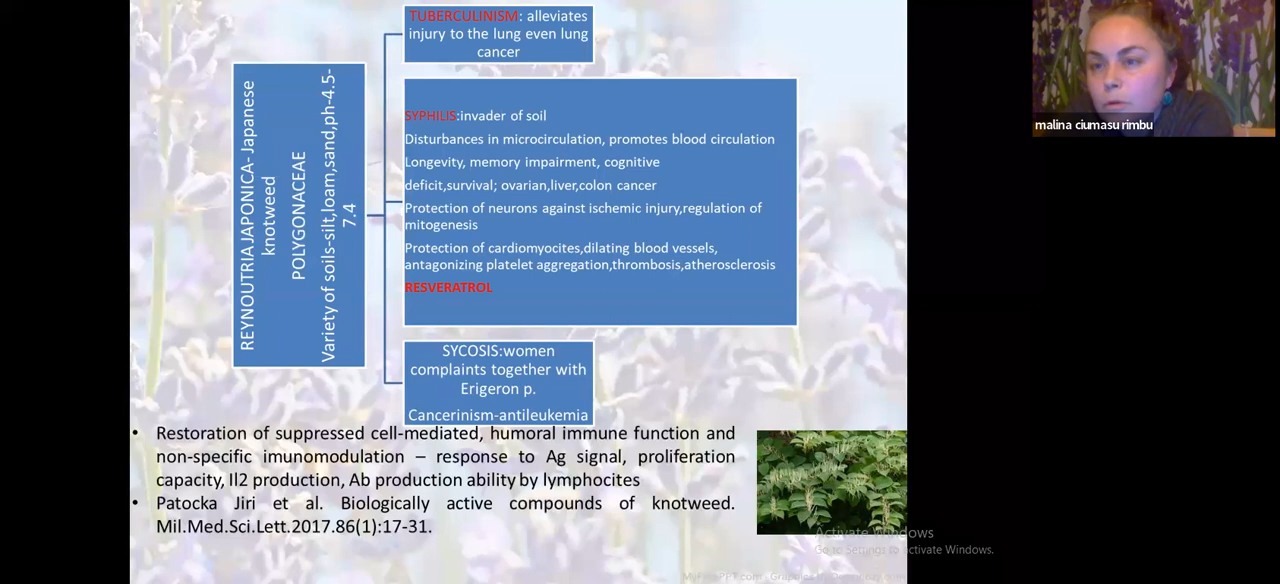 TUBERCULINISM: alleviates
injury to the lung even lung
cancer
REYNOUTRIA JAPONICA- Japanese
knotweed
POLYGONACEAE
Variety of soils-silt,loam,sand,ph-4.5-
7.4
SYPHILIS:invader of soil
Disturbances in microcirculation, promotes blood circulation
Longevity, memory impairment, cognitive
deficit,survival; ovarian,liver,colon cancer
Protection of neurons against ischemic injury,regulation of
mitogenesis
Protection of cardiomyocites,dilating blood vessels,
antagonizing platelet aggregation,thrombosis,atherosclerosis
RESVERATROL
SYCOSIS:women
complaints together with
Erigeron p.
Cancerinism-antileukemia
• Restoration of suppressed cell-mediated, humoral immune function and
non-specific imunomodulation – response to Ag signal, proliferation
capacity, Il2 production, Ab production ability by lymphocites
• Patocka Jiri et al. Biologically active compounds of knotweed.
Mil.Med.Sci.Lett.2017.86(1):17-31.
malina ciumasu rimbu
Activate Windows
Go to Settings to activate Windows.